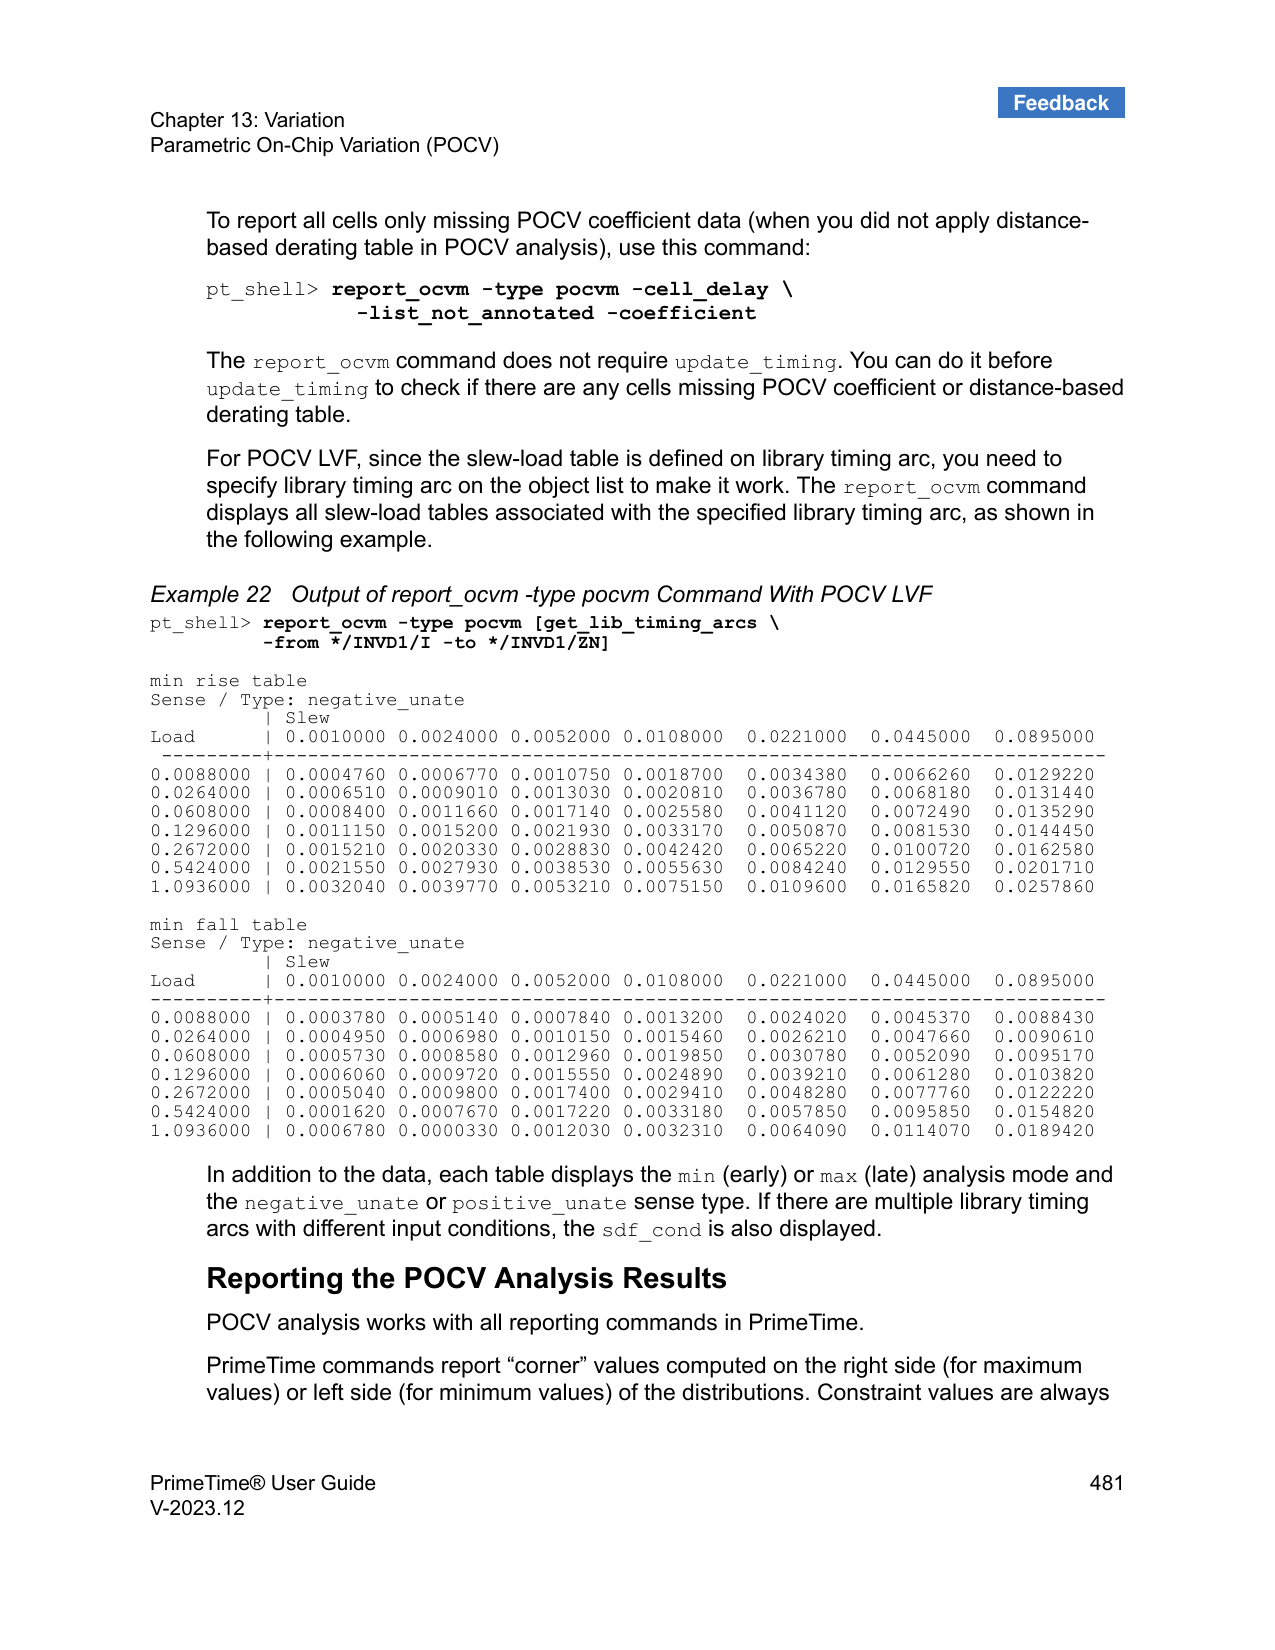 Feedback
Chapter 13: Variation
Parametric On-Chip Variation (POCV)
To report all cells only missing POCV coefficient data (when you did not apply distance-
based derating table in POCV analysis), use this command:
pt_shell> report_ocvm -type pocvm -cell_delay \
-list_not_annotated -coefficient
The report_ocvm command does not require update_timing. You can do it before
update_timing to check if there are any cells missing POCV coefficient or distance-based
derating table.
For POCV LVF, since the slew-load table is defined on library timing arc, you need to
specify library timing arc on the object list to make it work. The report_ocvm command
displays all slew-load tables associated with the specified library timing arc, as shown in
the following example.
Example 22 Output of report_ocvm -type pocvm Command With POCV LVF
pt_shell> report_ocvm -type pocvm [get_lib_timing_arcs \
-from */INVD1/I -to */INVD1/ZN]
min rise table
Sense / Type: negative_unate
| Slew
Load | 0.0010000 0.0024000 0.0052000 0.0108000 0.0221000 0.0445000 0.0895000
---------+--------------------------------------------------------------------------
0.0088000 | 0.0004760 0.0006770 0.0010750 0.0018700 0.0034380 0.0066260 0.0129220
0.0264000 | 0.0006510 0.0009010 0.0013030 0.0020810 0.0036780 0.0068180 0.0131440
0.0608000 | 0.0008400 0.0011660 0.0017140 0.0025580 0.0041120 0.0072490 0.0135290
0.1296000 | 0.0011150 0.0015200 0.0021930 0.0033170 0.0050870 0.0081530 0.0144450
0.2672000 | 0.0015210 0.0020330 0.0028830 0.0042420 0.0065220 0.0100720 0.0162580
0.5424000 | 0.0021550 0.0027930 0.0038530 0.0055630 0.0084240 0.0129550 0.0201710
1.0936000 | 0.0032040 0.0039770 0.0053210 0.0075150 0.0109600 0.0165820 0.0257860
min fall table
Sense / Type: negative_unate
| Slew
Load | 0.0010000 0.0024000 0.0052000 0.0108000 0.0221000 0.0445000 0.0895000
----------+--------------------------------------------------------------------------
0.0088000 | 0.0003780 0.0005140 0.0007840 0.0013200 0.0024020 0.0045370 0.0088430
0.0264000 | 0.0004950 0.0006980 0.0010150 0.0015460 0.0026210 0.0047660 0.0090610
0.0608000 | 0.0005730 0.0008580 0.0012960 0.0019850 0.0030780 0.0052090 0.0095170
0.1296000 | 0.0006060 0.0009720 0.0015550 0.0024890 0.0039210 0.0061280 0.0103820
0.2672000 | 0.0005040 0.0009800 0.0017400 0.0029410 0.0048280 0.0077760 0.0122220
0.5424000 | 0.0001620 0.0007670 0.0017220 0.0033180 0.0057850 0.0095850 0.0154820
1.0936000 | 0.0006780 0.0000330 0.0012030 0.0032310 0.0064090 0.0114070 0.0189420
In addition to the data, each table displays the min (early) or max (late) analysis mode and
the negative_unate or positive_unate sense type. If there are multiple library timing
arcs with different input conditions, the sdf_cond is also displayed.
Reporting the POCV Analysis Results
POCV analysis works with all reporting commands in PrimeTime.
PrimeTime commands report “corner” values computed on the right side (for maximum
values) or left side (for minimum values) of the distributions. Constraint values are always
PrimeTime® User Guide
481
V-2023.12